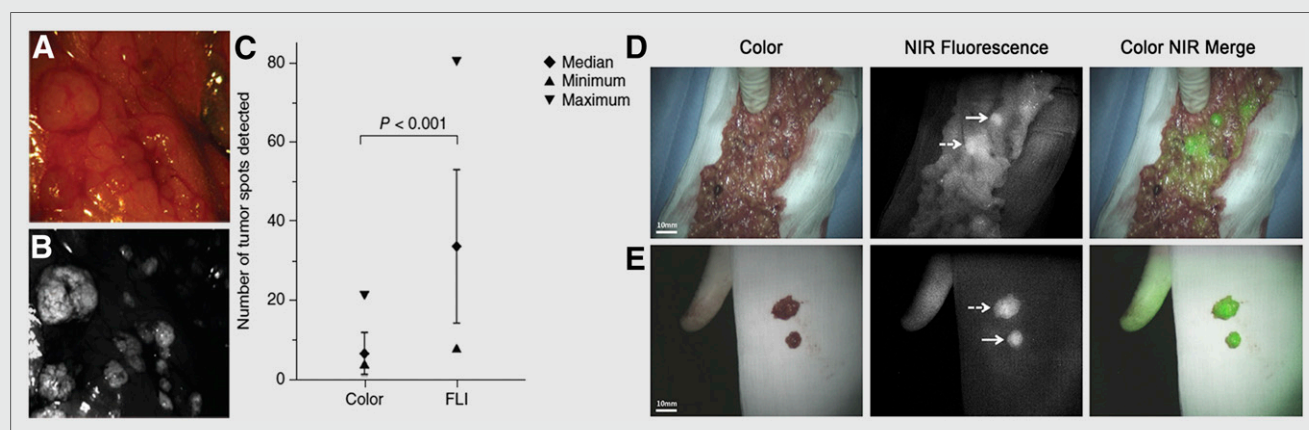 A
B
C
Number of tumor spots detected
80
60
40
20
0
P < 0.001
Color
FLI
Median
Minimum
Maximum
D
Color
NIR Fluorescence
Color NIR Merge
10mm
E
10mm